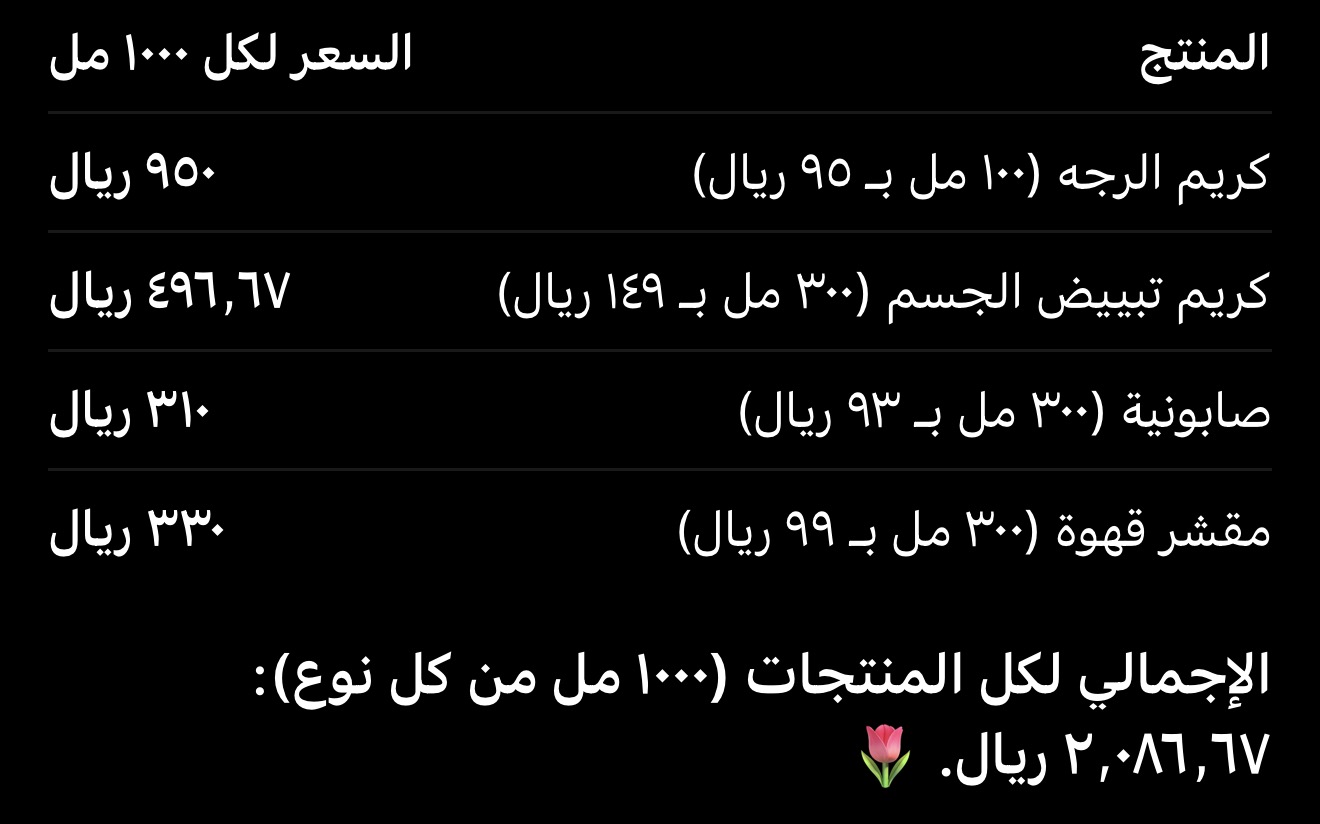 المنتج السعر لكل ١٠٠٠ مل
كريم الرجه (١٠٠ مل بـ ٩٥ ريال) ٩٥٠ ريال
كريم تبييض الجسم (٣٠٠ مل بـ ١٤٩ ريال) ٤٩٦,٦٧ ريال
صابونية (٣٠٠ مل بـ ٩٣ ريال) ٣١٠ ريال
مقشر قهوة (٣٠٠ مل بـ ٩٩ ريال) ٣٣٠ ريال
الإجمالي لكل المنتجات (١٠٠٠ مل من كل نوع):
٢,٠٨٦,٦٧ ريال. 🌷